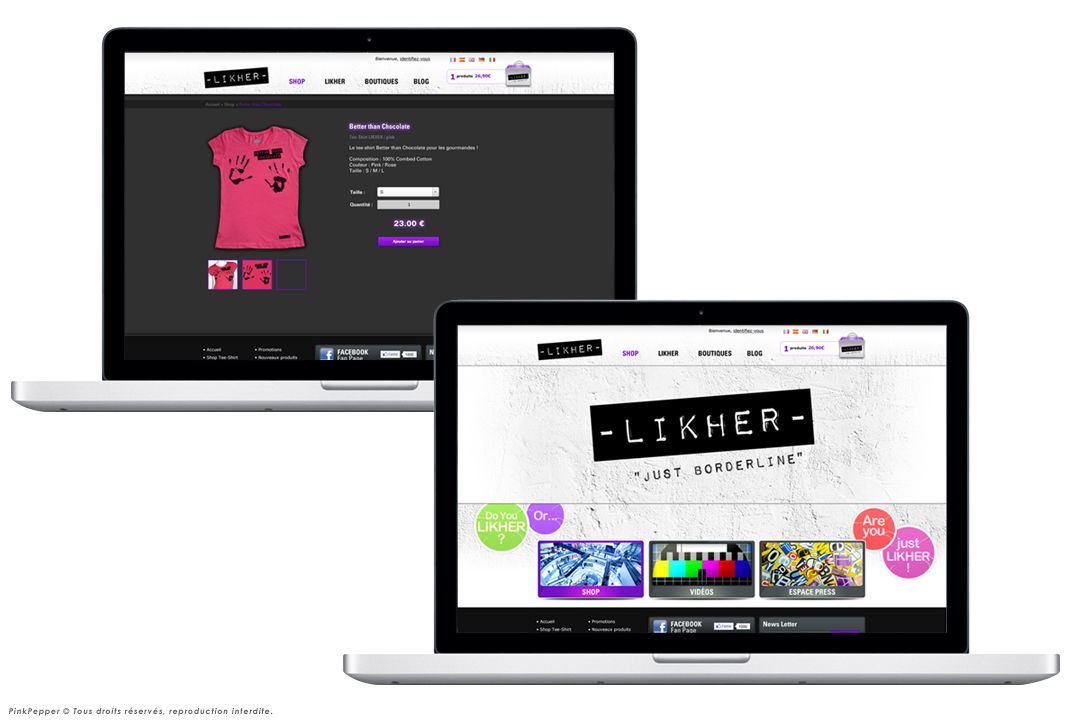 Bienvenue, identifiez-vous
-LIKHER-
SHOP LIKHER BOUTIQUES BLOG
1 produits 26,90€
Accueil > Shop > Better than Chocolate
Better than Chocolate
Tee-Shirt LIKHER / pink
Le tee shirt Better than Chocolate pour les gourmandes !
Composition : 100% Combed Cotton
Couleur : Pink / Rose
Taille : S / M / L
Taille : S
Quantité : 1
23.00 €
Ajouter au panier
• Accueil
• Shop Tee-Shirt
• Promotions
• Nouveaux produits
FACEBOOK
Fan Page
Bienvenue, identifiez-vous
-LIKHER-
SHOP LIKHER BOUTIQUES BLOG
1 produits 26,90€
-LIKHER-
"JUST BORDERLINE"
Do You
LIKHER
?
Or...
Are
you
just
LIKHER
!
SHOP
VIDÉOS
ESPACE PRESS
• Accueil
• Shop Tee-Shirt
• Promotions
• Nouveaux produits
FACEBOOK
Fan Page
News Letter
PinkPepper © Tous droits réservés, reproduction interdite.